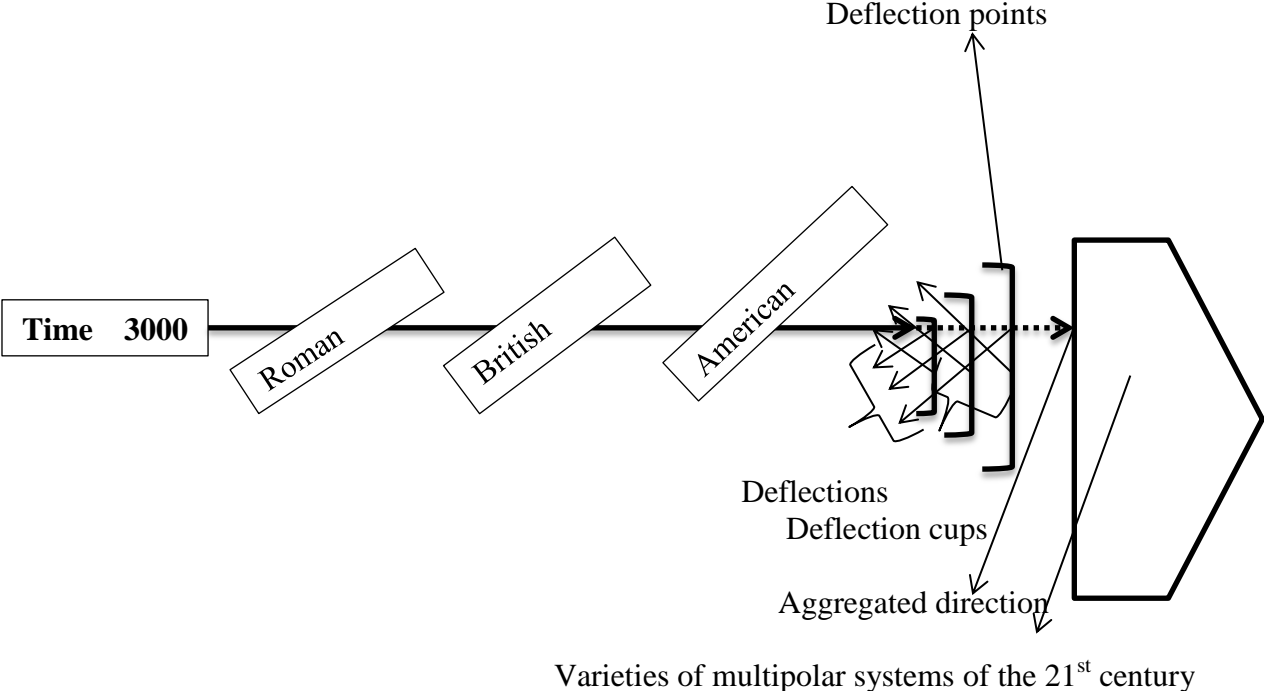 Deflection points
Time 3000
Roman
British
American
Deflections
Deflection cups
Aggregated direction
Varieties of multipolar systems of the 21st century